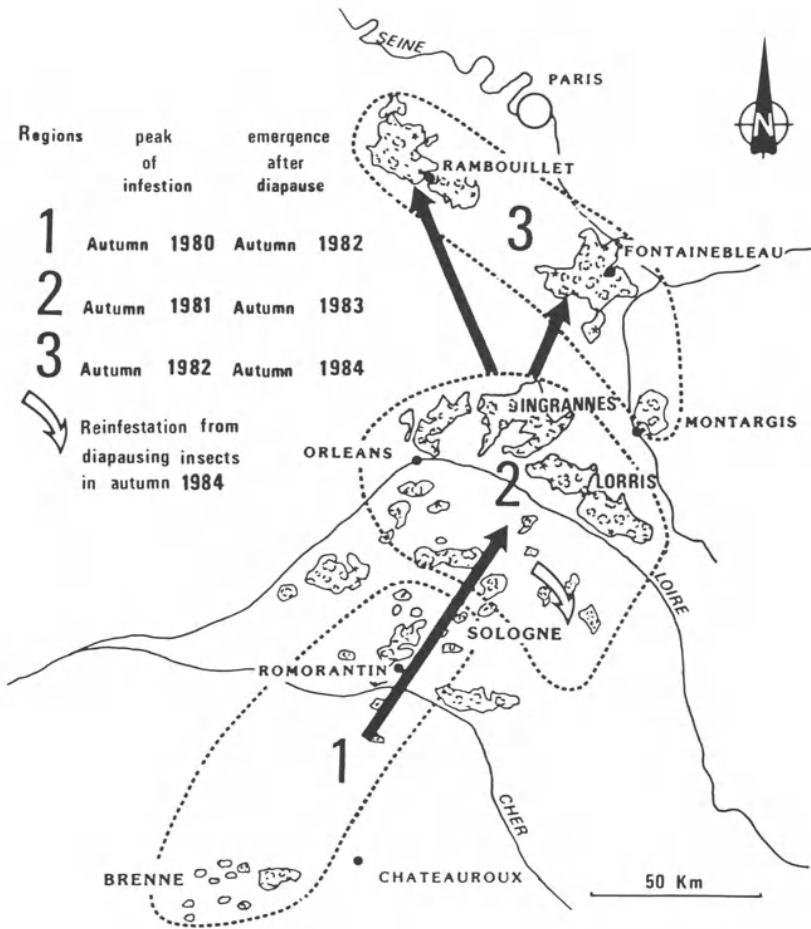 SEINE
PARIS
N
Regions peak emergence
of after
infestion diapause
1 Autumn 1980 Autumn 1982
2 Autumn 1981 Autumn 1983
3 Autumn 1982 Autumn 1984
Reinfestation from
diapausing insects
in autumn 1984
RAMBOUILLET
3
FONTAINEBLEAU
INGRANNES
MONTARGIS
ORLEANS
LORRIS
2
LOIRE
SOLOGNE
ROMORANTIN
1
CHER
BRENNE
CHATEAUROUX
50 Km